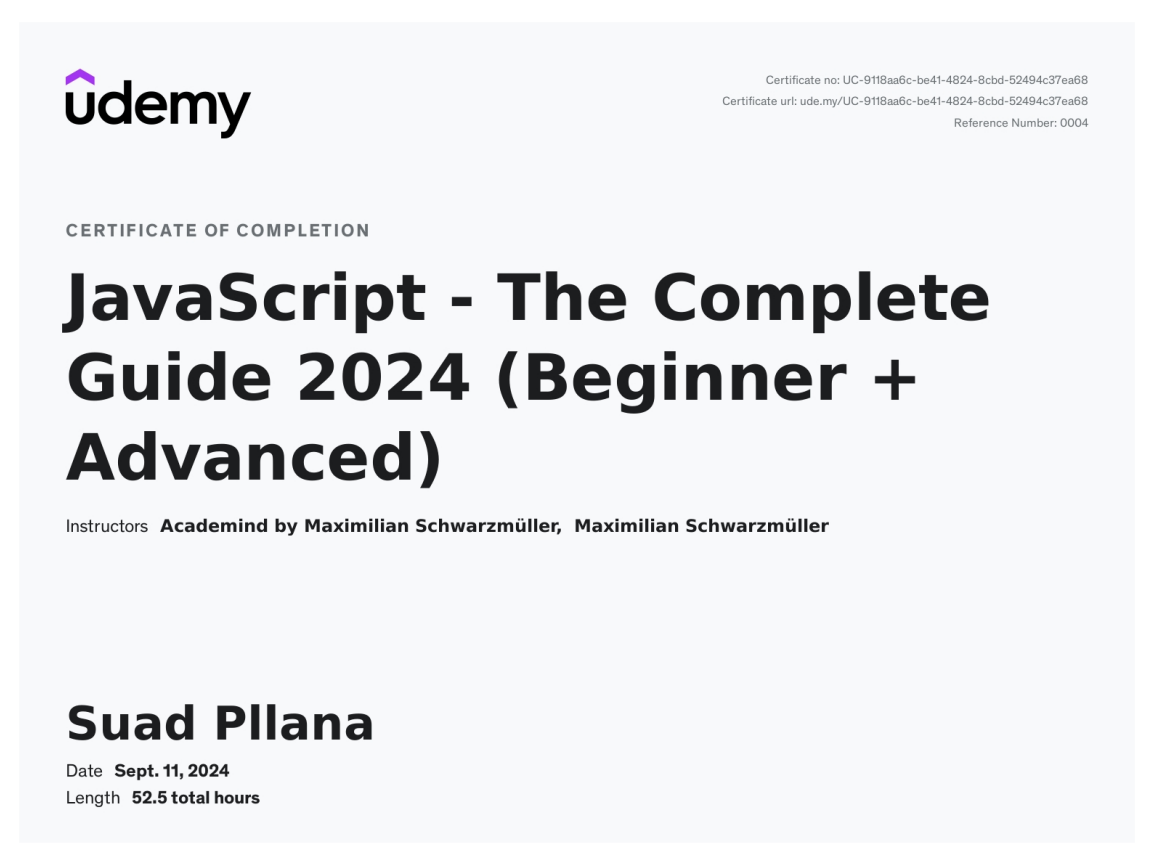 udemy
Certificate no: UC-9118aa6c-be41-4824-8cbd-52494c37ea68
Certificate url: ude.my/UC-9118aa6c-be41-4824-8cbd-52494c37ea68
Reference Number: 0004
CERTIFICATE OF COMPLETION
JavaScript - The Complete
Guide 2024 (Beginner +
Advanced)
Instructors Academind by Maximilian Schwarzmüller, Maximilian Schwarzmüller
Suad Pllana
Date Sept. 11, 2024
Length 52.5 total hours